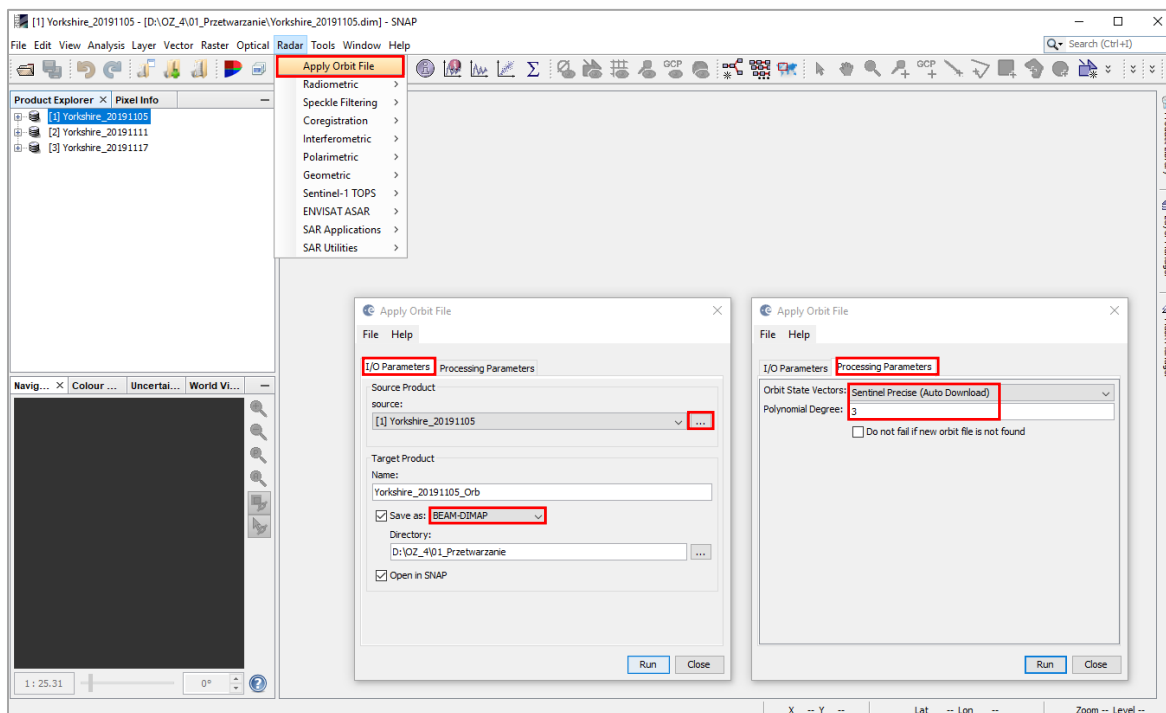 [1] Yorkshire_20191105 - [D:\OZ_4\01_Przetwarzanie\Yorkshire_20191105.dim] - SNAP
File Edit View Analysis Layer Vector Raster Optical Radar Tools Window Help
Search (Ctrl+I)
GCP
GCP
Apply Orbit File
Radiometric
Speckle Filtering
Coregistration
Interferometric
Polarimetric
Geometric
Sentinel-1 TOPS
ENVISAT ASAR
SAR Applications
SAR Utilities
Product Explorer Pixel Info
[1] Yorkshire_20191105
[2] Yorkshire_20191111
[3] Yorkshire_20191117
Navig... Colour ... Uncertai... World Vi...
1 : 25.31
0°
Apply Orbit File
File Help
I/O Parameters Processing Parameters
Source Product
source:
[1] Yorkshire_20191105
...
Target Product
Name:
Yorkshire_20191105_Orb
Save as: BEAM-DIMAP
Directory:
D:\OZ_4\01_Przetwarzanie
...
Open in SNAP
Run Close
Apply Orbit File
File Help
I/O Parameters Processing Parameters
Orbit State Vectors: Sentinel Precise (Auto Download)
Polynomial Degree: 3
Do not fail if new orbit file is not found
Run Close
X -- Y -- Lat -- Lon -- Zoom -- Level --